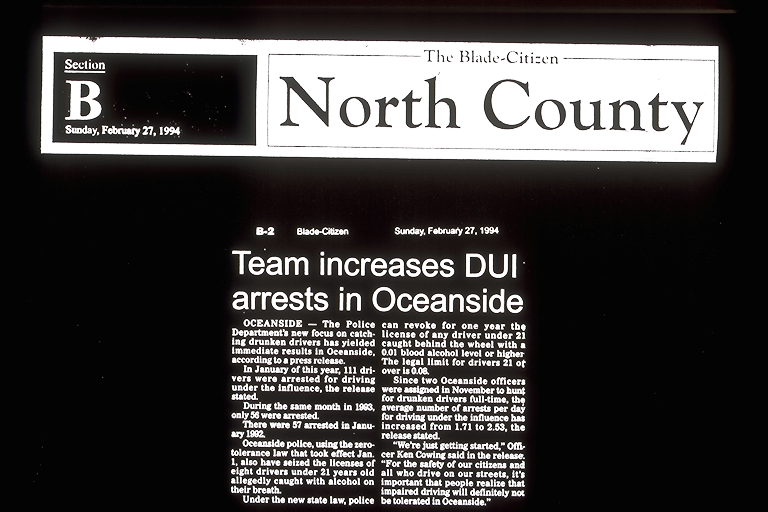 The Blade-Citizen
Section
B
Sunday, February 27, 1994
North County
B-2 Blade-Citizen Sunday, February 27, 1994
Team increases DUI
arrests in Oceanside
OCEANSIDE — The Police
Department's new focus on catch-
ing drunken drivers has yielded
immediate results in Oceanside,
according to a press release.
In January of this year, 111 dri-
vers were arrested for driving
under the influence, the release
stated.
During the same month in 1993,
only 56 were arrested.
There were 57 arrested in Janu-
ary 1992.
Oceanside police, using the zero-
tolerance law that took effect Jan.
1, also have seized the licenses of
eight drivers under 21 years old
allegedly caught with alcohol on
their breath.
Under the new state law, police
can revoke for one year the
license of any driver under 21
caught behind the wheel with a
0.01 blood alcohol level or higher
The legal limit for drivers 21 or
over is 0.08.
Since two Oceanside officers
were assigned in November to hunt
for drunken drivers full-time, the
average number of arrests per day
for driving under the influence has
increased from 1.71 to 2.53, the
release stated.
"We're just getting started," Offi-
cer Ken Cowing said in the release.
"For the safety of our citizens and
all who drive on our streets, it's
important that people realize that
impaired driving will definitely not
be tolerated in Oceanside."